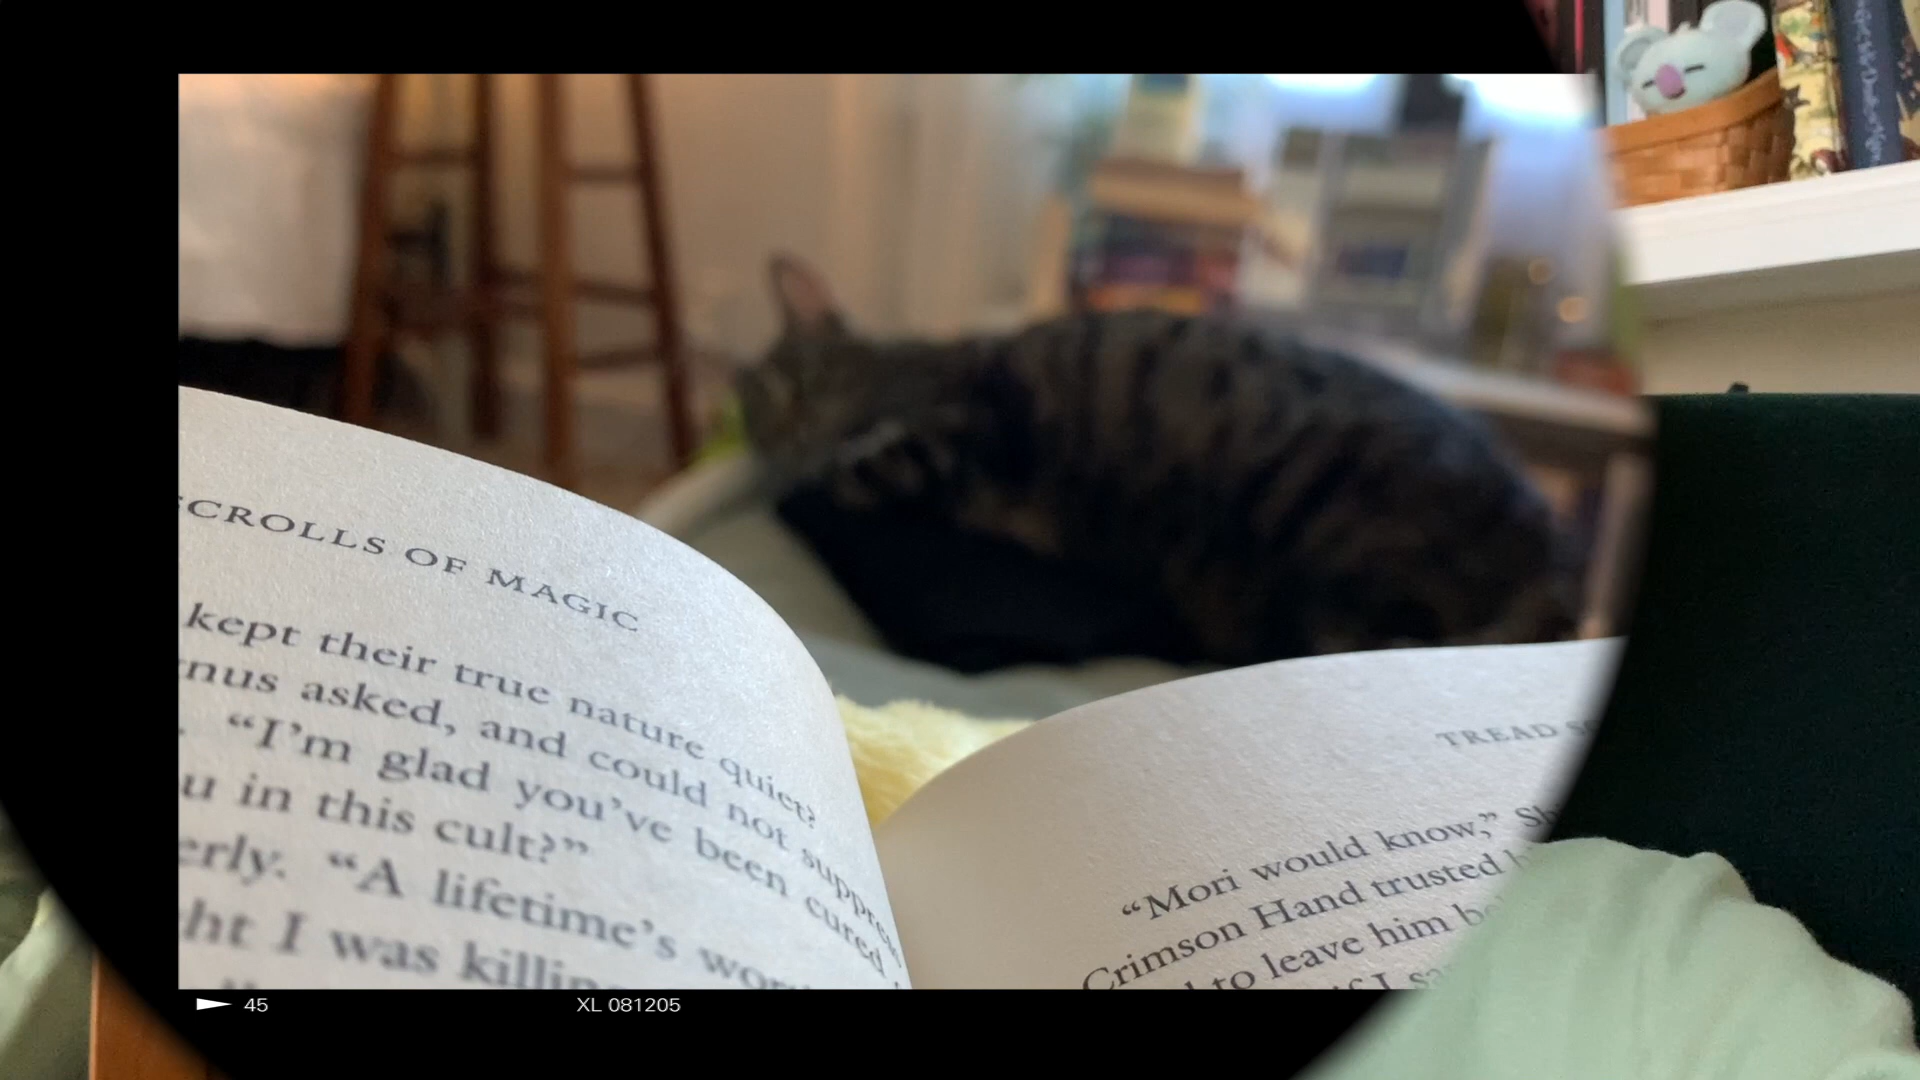 SCROLLS OF MAGIC
kept their true nature quiet?
nus asked, and could not suppress
“I’m glad you’ve been cured
u in this cult?”
erly. “A lifetime’s wor
ht I was killin
TREAD
“Mori would know,” Sh
Crimson Hand trusted
to leave him be
if I sa
45
XL 081205